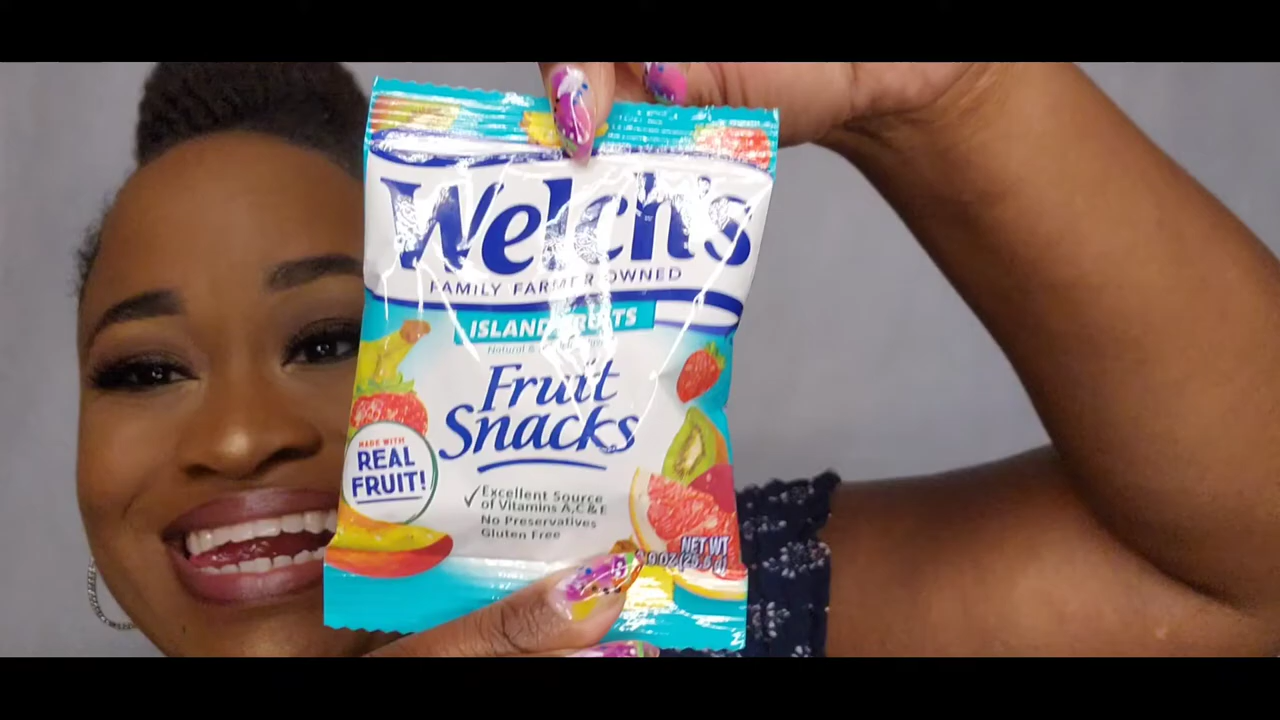 Welch's
FAMILY FARMER OWNED
ISLAND FRUITS
Natural &
Fruit
Snacks
MADE WITH
REAL
FRUIT!
✓Excellent Source
of Vitamins A,C&E
No Preservatives
Gluten Free
NET WT